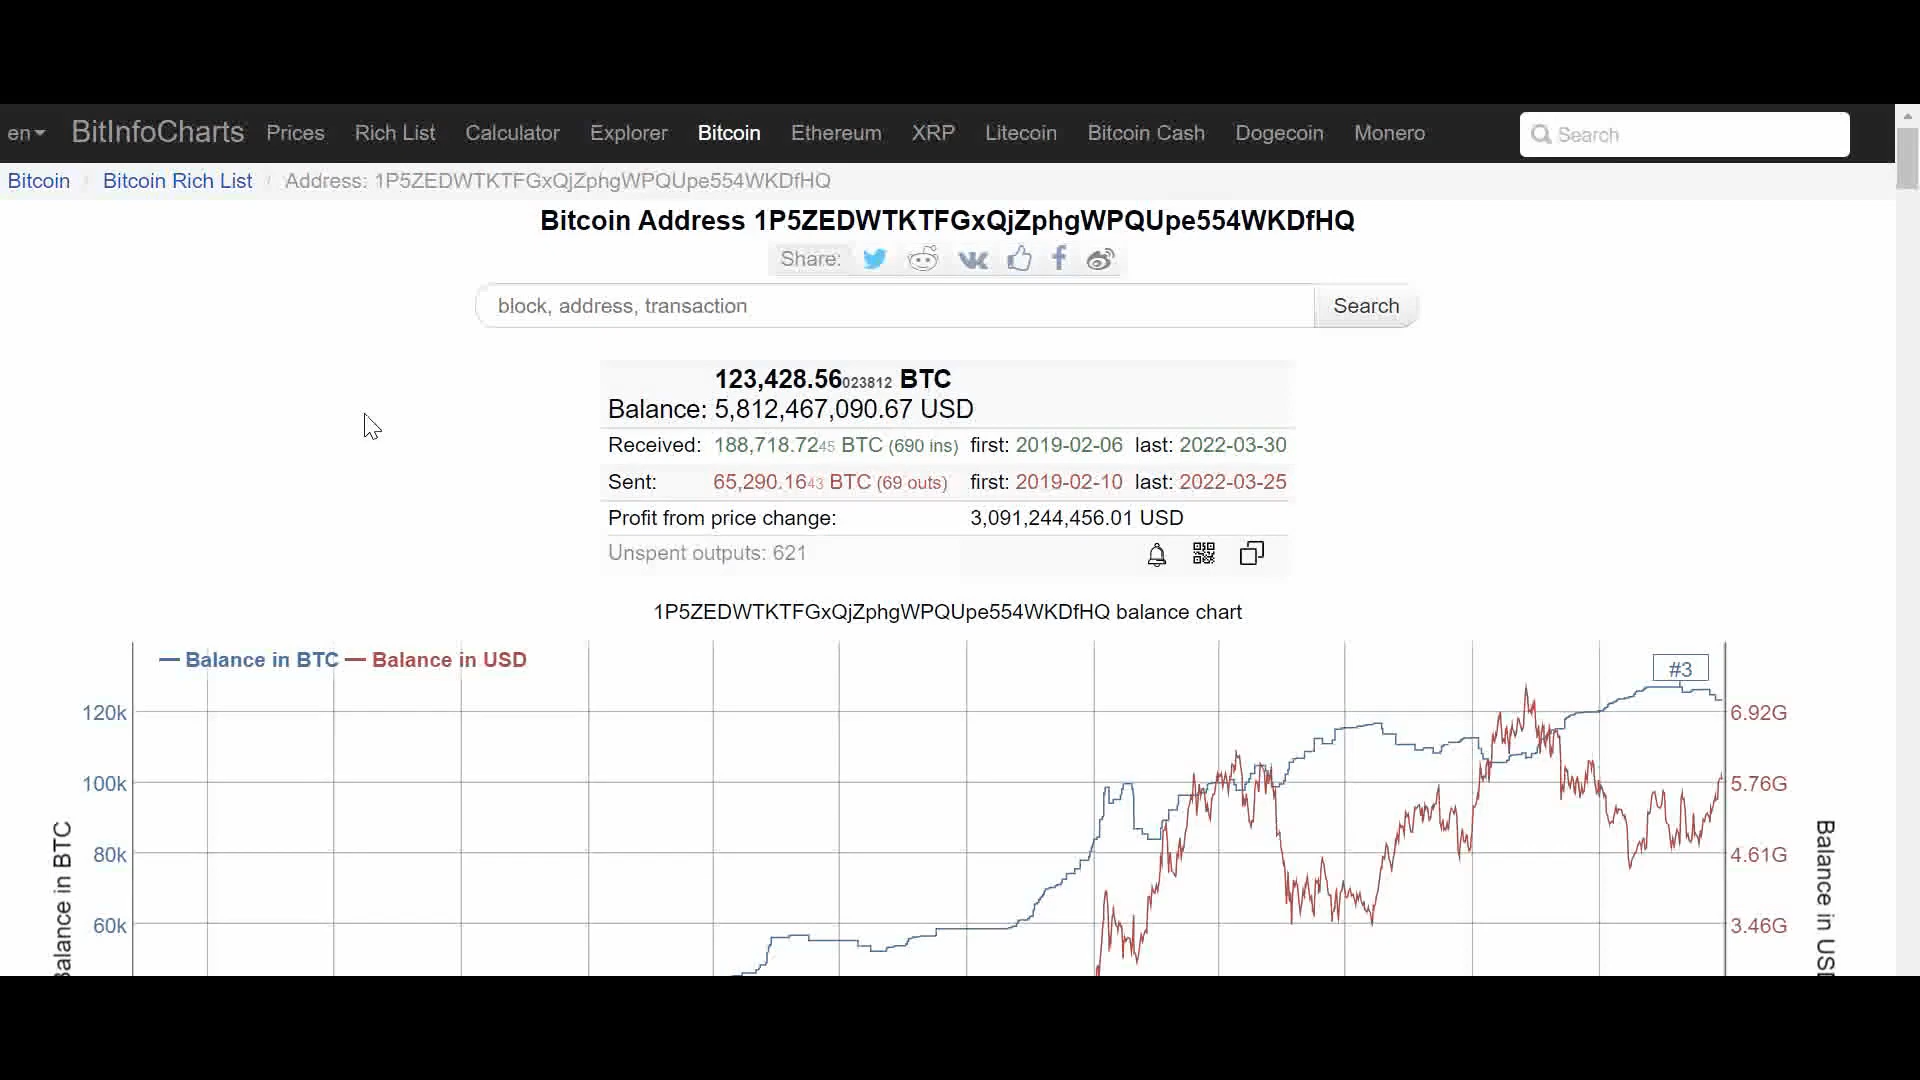 en BitInfoCharts Prices Rich List Calculator Explorer Bitcoin Ethereum XRP Litecoin Bitcoin Cash Dogecoin Monero Search
Bitcoin / Bitcoin Rich List / Address: 1P5ZEDWTKTFGxQjZphgWPQUpe554WKDfHQ
Bitcoin Address 1P5ZEDWTKTFGxQjZphgWPQUpe554WKDfHQ
Share:
block, address, transaction Search
123,428.56023812 BTC
Balance: 5,812,467,090.67 USD
Received: 188,718.7245 BTC (690 ins) first: 2019-02-06 last: 2022-03-30
Sent: 65,290.1643 BTC (69 outs) first: 2019-02-10 last: 2022-03-25
Profit from price change: 3,091,244,456.01 USD
Unspent outputs: 621
1P5ZEDWTKTFGxQjZphgWPQUpe554WKDfHQ balance chart
Balance in BTC Balance in USD
#3
120k 6.92G
100k 5.76G
80k 4.61G
60k 3.46G
Balance in BTC
Balance in USD